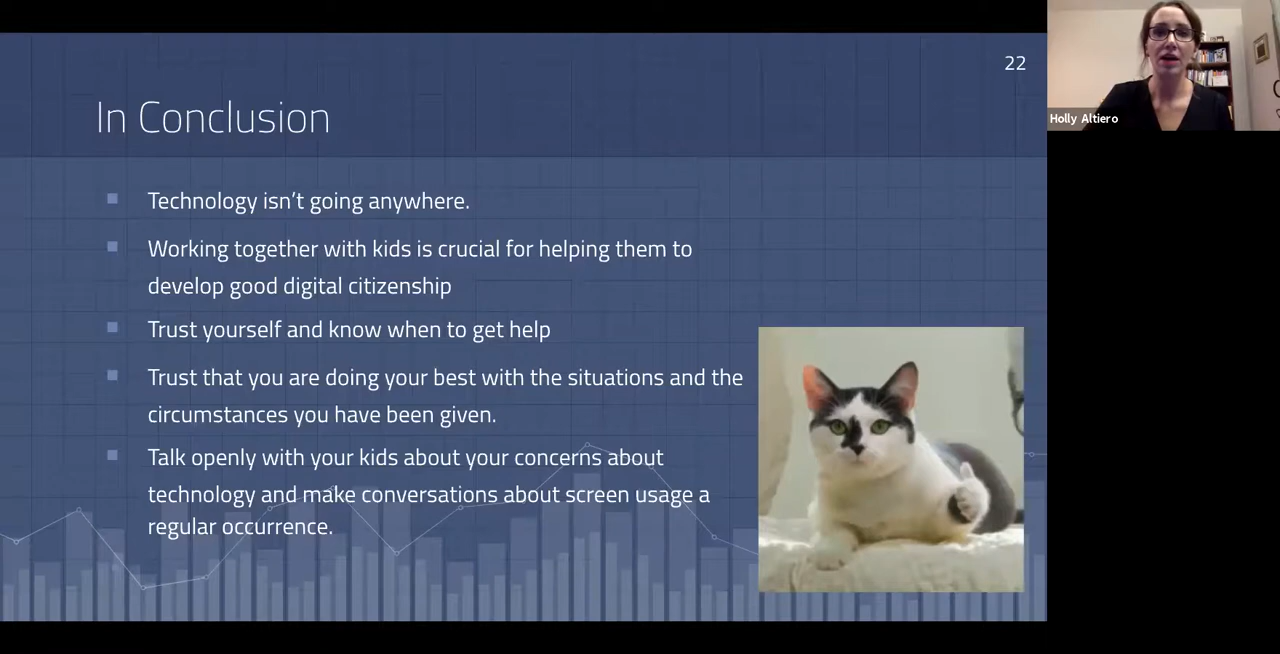 22
Holly Altiero
In Conclusion
Technology isn't going anywhere.
Working together with kids is crucial for helping them to
develop good digital citizenship
Trust yourself and know when to get help
Trust that you are doing your best with the situations and the
circumstances you have been given.
Talk openly with your kids about your concerns about
technology and make conversations about screen usage a
regular occurrence.